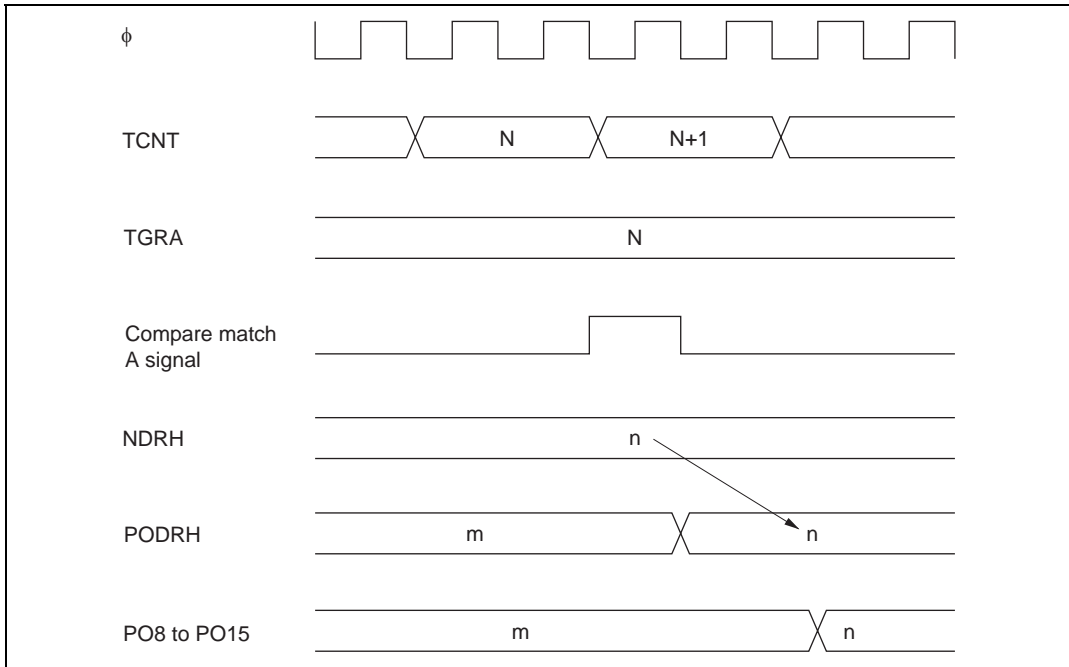 ϕ
TCNT
N
N+1
TGRA
N
Compare match
A signal
NDRH
n
PODRH
m
n
PO8 to PO15
m
n